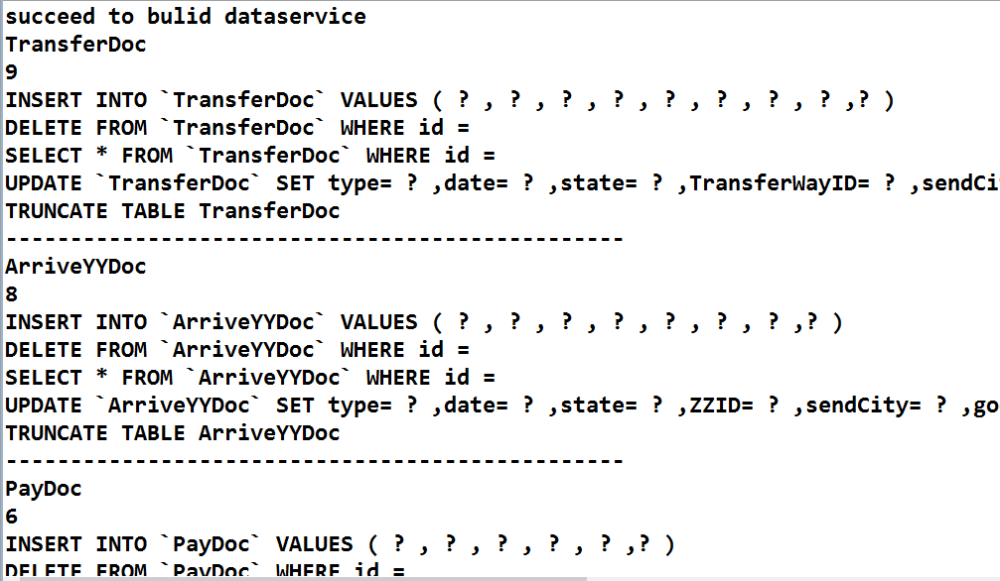 succeed to bulid dataservice
TransferDoc
9
INSERT INTO `TransferDoc` VALUES ( ? , ? , ? , ? , ? , ? , ? , ? ,? )
DELETE FROM `TransferDoc` WHERE id =
SELECT * FROM `TransferDoc` WHERE id =
UPDATE `TransferDoc` SET type= ? ,date= ? ,state= ? ,TransferWayID= ? ,sendCi
TRUNCATE TABLE TransferDoc
------------------------------------------------
ArriveYYDoc
8
INSERT INTO `ArriveYYDoc` VALUES ( ? , ? , ? , ? , ? , ? , ? ,? )
DELETE FROM `ArriveYYDoc` WHERE id =
SELECT * FROM `ArriveYYDoc` WHERE id =
UPDATE `ArriveYYDoc` SET type= ? ,date= ? ,state= ? ,ZZID= ? ,sendCity= ? ,go
TRUNCATE TABLE ArriveYYDoc
------------------------------------------------
PayDoc
6
INSERT INTO `PayDoc` VALUES ( ? , ? , ? , ? , ? ,? )
DELETE FROM `PayDoc` WHERE id =